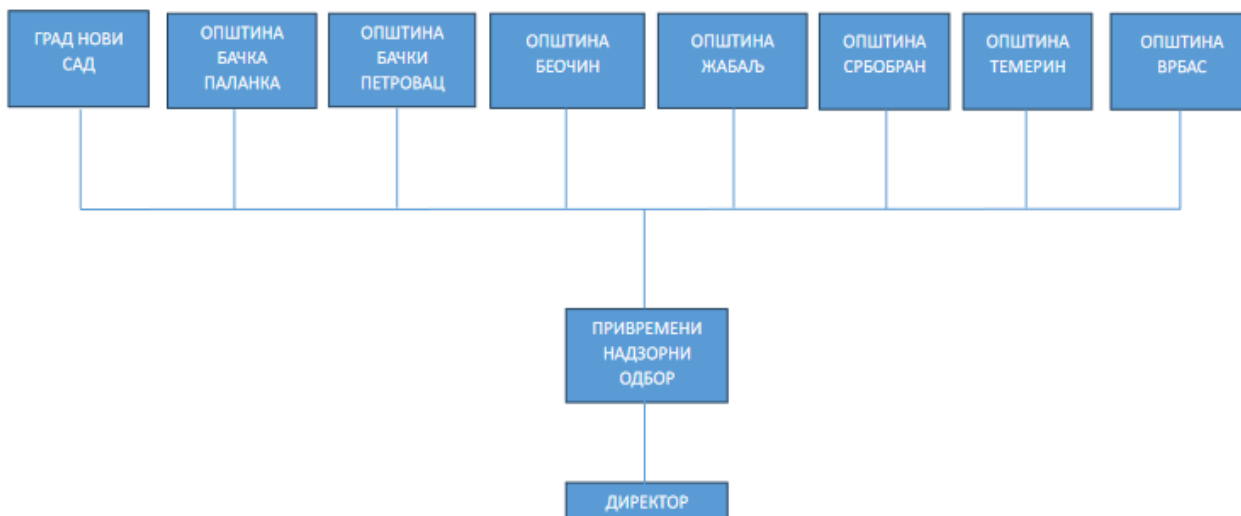 ГРАД НОВИ
САД
ОПШТИНА
БАЧКА
ПАЛАНКА
ОПШТИНА
БАЧКИ
ПЕТРОВАЦ
ОПШТИНА
БЕОЧИН
ОПШТИНА
ЖАБАЉ
ОПШТИНА
СРБОБРАН
ОПШТИНА
ТЕМЕРИН
ОПШТИНА
ВРБАС
ПРИВРЕМЕНИ
НАДЗОРНИ
ОДБОР
ДИРЕКТОР